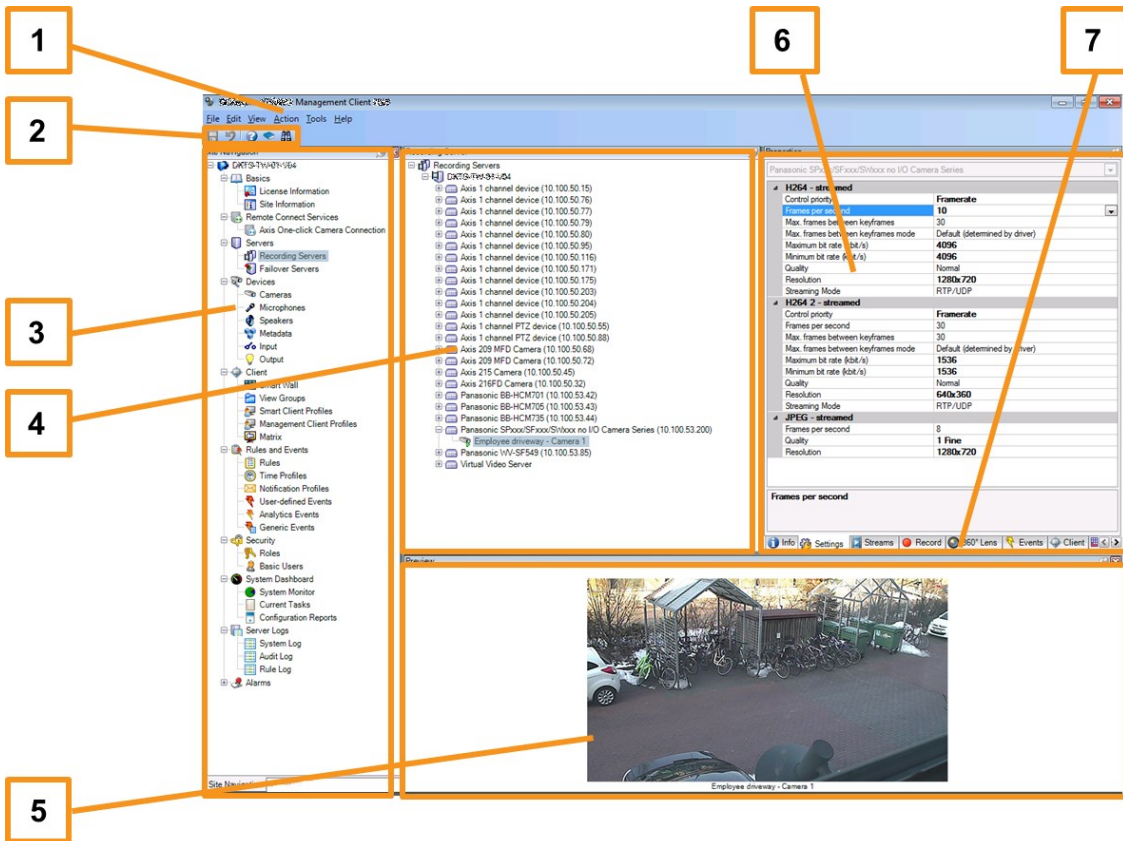 1
6
7
2
Management Client
File Edit View Action Tools Help
Site Navigation
Basics
License Information
Site Information
Remote Connect Services
Axis One-click Camera Connection
Servers
Recording Servers
Failover Servers
Devices
Cameras
Microphones
Speakers
Metadata
Input
Output
Client
Smart Wall
View Groups
Smart Client Profiles
Management Client Profiles
Matrix
Rules and Events
Rules
Time Profiles
Notification Profiles
User-defined Events
Analytics Events
Generic Events
Security
Roles
Basic Users
System Dashboard
System Monitor
Current Tasks
Configuration Reports
Server Logs
System Log
Audit Log
Rule Log
Alarms
Site Navigation
3
4
5
Recording Server
Recording Servers
Axis 1 channel device (10.100.50.15)
Axis 1 channel device (10.100.50.76)
Axis 1 channel device (10.100.50.77)
Axis 1 channel device (10.100.50.79)
Axis 1 channel device (10.100.50.80)
Axis 1 channel device (10.100.50.95)
Axis 1 channel device (10.100.50.116)
Axis 1 channel device (10.100.50.171)
Axis 1 channel device (10.100.50.175)
Axis 1 channel device (10.100.50.203)
Axis 1 channel device (10.100.50.204)
Axis 1 channel device (10.100.50.205)
Axis 1 channel PTZ device (10.100.50.55)
Axis 1 channel PTZ device (10.100.50.88)
Axis 209 MFD Camera (10.100.50.68)
Axis 209 MFD Camera (10.100.50.72)
Axis 215 Camera (10.100.50.45)
Axis 216FD Camera (10.100.50.32)
Panasonic BB-HCM701 (10.100.53.42)
Panasonic BB-HCM705 (10.100.53.43)
Panasonic BB-HCM735 (10.100.53.44)
Panasonic SPxxx/SFxxx/SWxxx no I/O Camera Series (10.100.53.200)
Employee driveway - Camera 1
Panasonic WV-SF549 (10.100.53.85)
Virtual Video Server
Properties
Panasonic SPxxx/SFxxx/SWxxx no I/O Camera Series
H264 - streamed
Control priority Framerate
Frames per second 10
Max. frames between keyframes 30
Max. frames between keyframes mode Default (determined by driver)
Maximum bit rate (kbit/s) 4096
Minimum bit rate (kbit/s) 4096
Quality Normal
Resolution 1280x720
Streaming Mode RTP/UDP
H264 2 - streamed
Control priority Framerate
Frames per second 30
Max. frames between keyframes 30
Max. frames between keyframes mode Default (determined by driver)
Maximum bit rate (kbit/s) 1536
Minimum bit rate (kbit/s) 1536
Quality Normal
Resolution 640x360
Streaming Mode RTP/UDP
JPEG - streamed
Frames per second 8
Quality 1 Fine
Resolution 1280x720
Frames per second
Info Settings Streams Record 360° Lens Events Client
Preview
Employee driveway - Camera 1